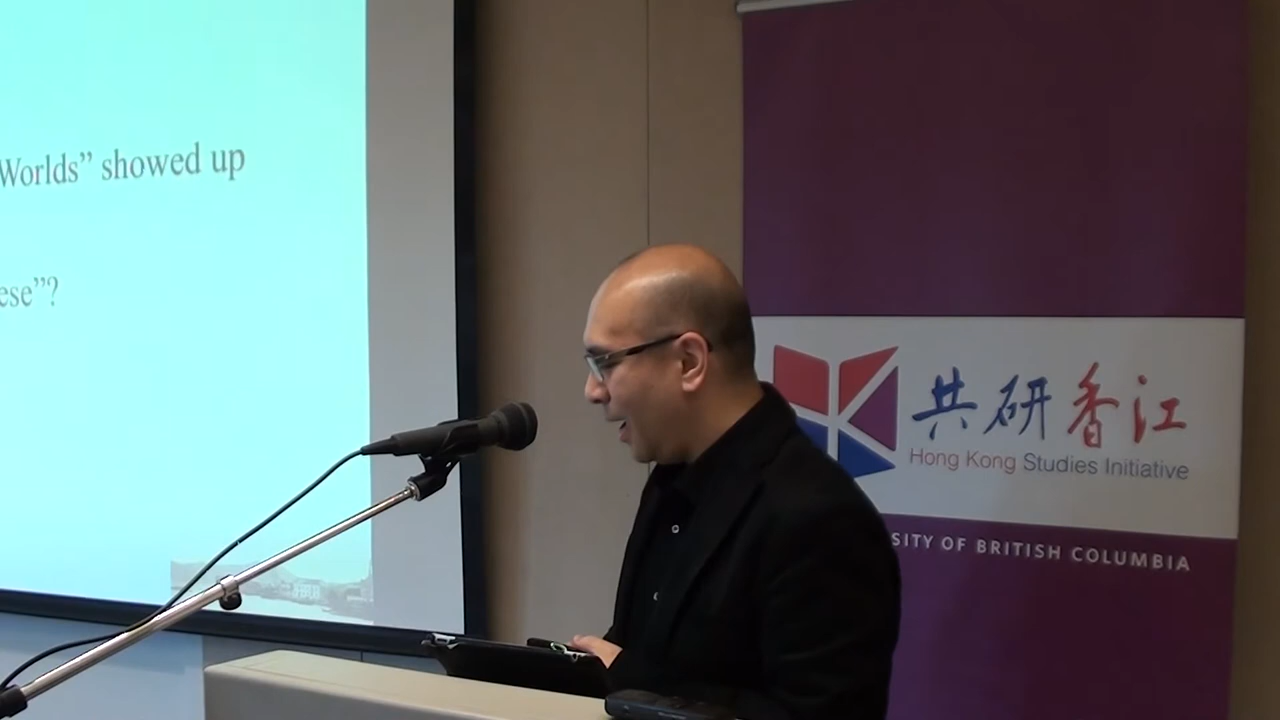 Worlds” showed up
ese”?
共研香江
Hong Kong Studies Initiative
SITY OF BRITISH COLUMBIA